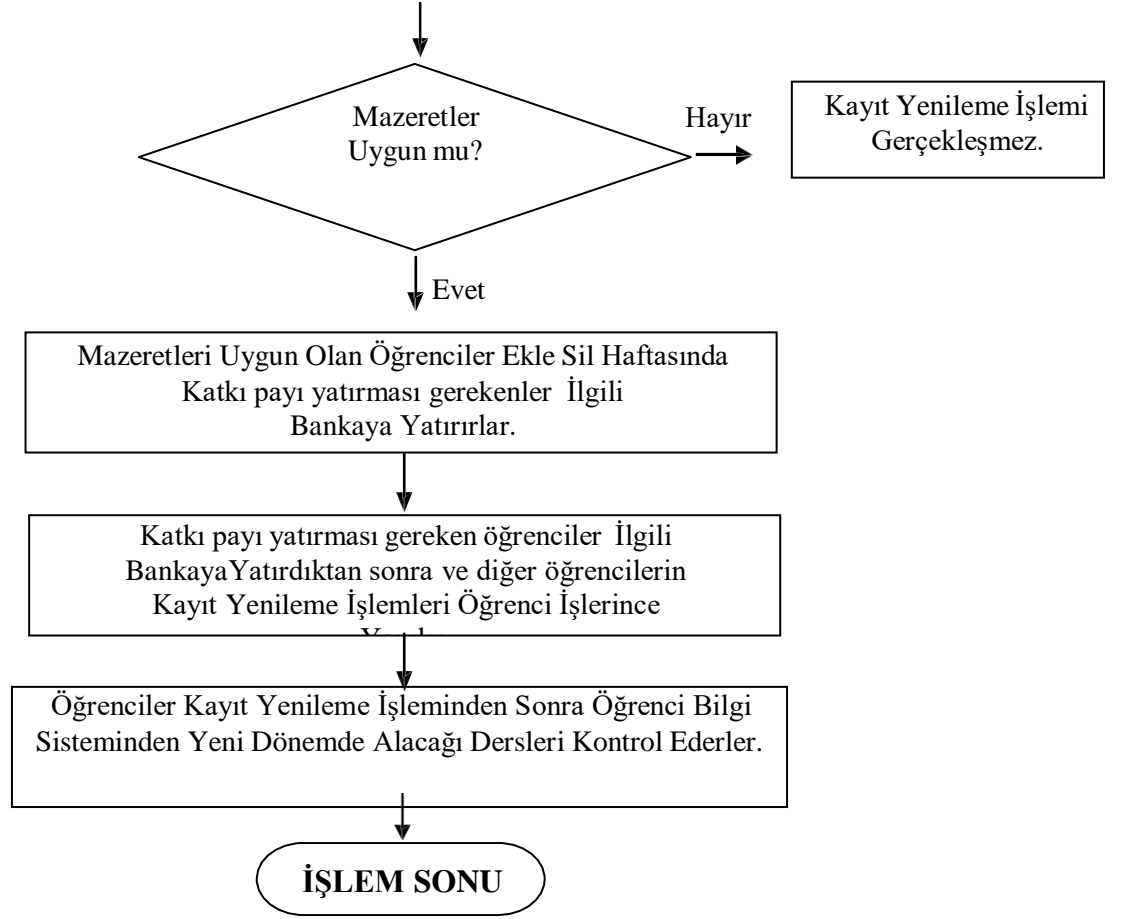 Mazeretler
Uygun mu?
Hayır
Kayıt Yenileme İşlemi
Gerçekleşmez.
Evet
Mazeretleri Uygun Olan Öğrenciler Ekle Sil Haftasında
Katkı payı yatırması gerekenler İlgili
Bankaya Yatırırlar.
Katkı payı yatırması gereken öğrenciler İlgili
BankayaYatırdıktan sonra ve diğer öğrencilerin
Kayıt Yenileme İşlemleri Öğrenci İşlerince
Öğrenciler Kayıt Yenileme İşleminden Sonra Öğrenci Bilgi
Sisteminden Yeni Dönemde Alacağı Dersleri Kontrol Ederler.
İŞLEM SONU